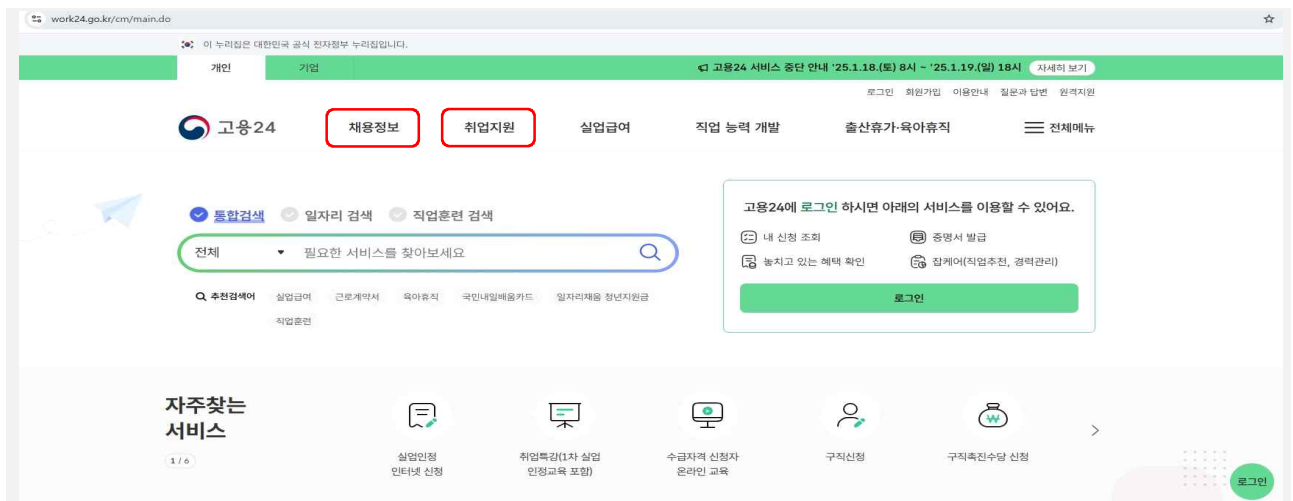 work24.go.kr/cm/main.do
이 누리집은 대한민국 공식 전자정부 누리집입니다.
개인 기업 고용24 서비스 중단 안내 '25.1.18.(토) 8시 ~ '25.1.19.(일) 18시 자세히 보기
로그인 회원가입 이용안내 질문과 답변 원격지원
고용24 채용정보 취업지원 실업급여 직업 능력 개발 출산휴가·육아휴직 전체메뉴
통합검색 일자리 검색 직업훈련 검색
전체 필요한 서비스를 찾아보세요
추천검색어 실업급여 근로계약서 육아휴직 국민내일배움카드 일자리채움 청년지원금
직업훈련
고용24에 로그인 하시면 아래의 서비스를 이용할 수 있어요.
내 신청 조회 증명서 발급
놓치고 있는 혜택 확인 잡케어(직업추천, 경력관리)
로그인
자주찾는
서비스
1 / 6
실업인정
인터넷 신청
취업특강(1차 실업
인정교육 포함)
수급자격 신청자
온라인 교육
구직신청
구직촉진수당 신청
로그인